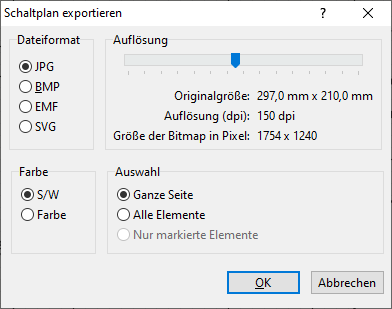 Schaltplan exportieren
Dateiformat
JPG
BMP
EMF
SVG
Auflösung
Originalgröße: 297,0 mm x 210,0 mm
Auflösung (dpi): 150 dpi
Größe der Bitmap in Pixel: 1754 x 1240
Farbe
S/W
Farbe
Auswahl
Ganze Seite
Alle Elemente
Nur markierte Elemente
OK
Abbrechen